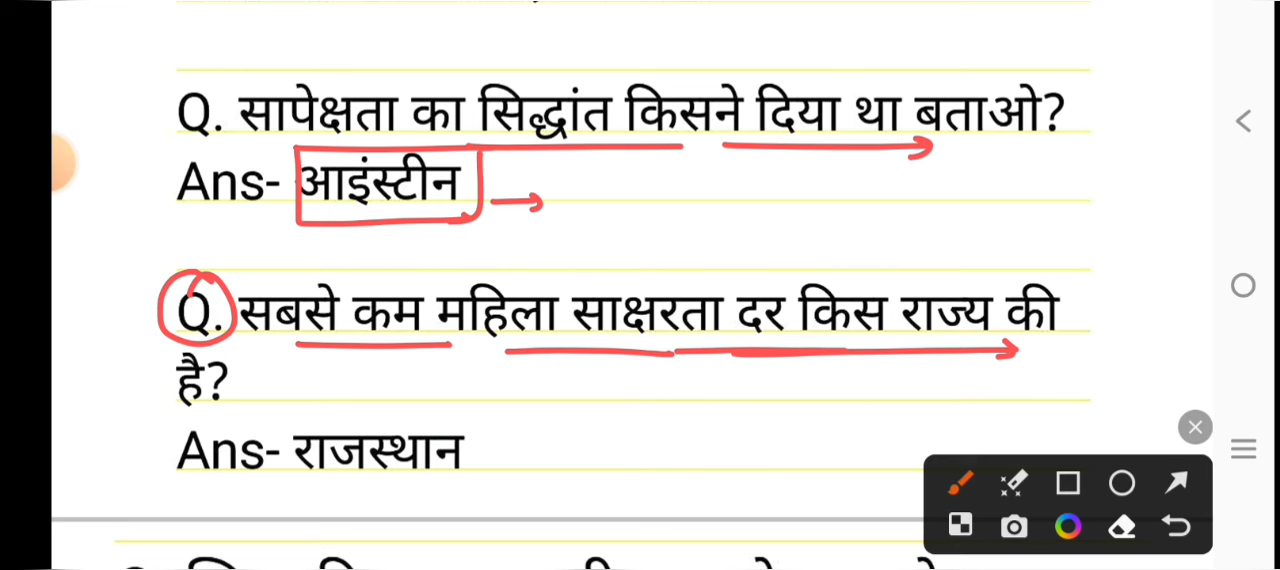 Q. सापेक्षता का सिद्धांत किसने दिया था बताओ?
Ans- आइंस्टीन
Q. सबसे कम महिला साक्षरता दर किस राज्य की
है?
Ans- राजस्थान